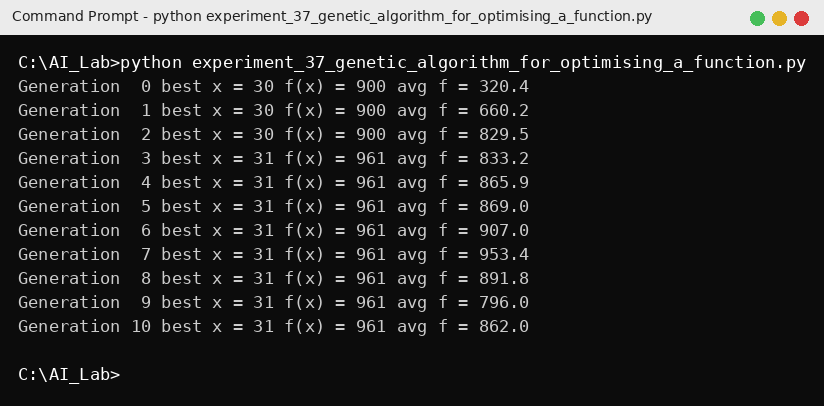 Command Prompt - python experiment_37_genetic_algorithm_for_optimising_a_function.py
C:\AI_Lab>python experiment_37_genetic_algorithm_for_optimising_a_function.py
Generation  0 best x = 30 f(x) = 900 avg f = 320.4
Generation  1 best x = 30 f(x) = 900 avg f = 660.2
Generation  2 best x = 30 f(x) = 900 avg f = 829.5
Generation  3 best x = 31 f(x) = 961 avg f = 833.2
Generation  4 best x = 31 f(x) = 961 avg f = 865.9
Generation  5 best x = 31 f(x) = 961 avg f = 869.0
Generation  6 best x = 31 f(x) = 961 avg f = 907.0
Generation  7 best x = 31 f(x) = 961 avg f = 953.4
Generation  8 best x = 31 f(x) = 961 avg f = 891.8
Generation  9 best x = 31 f(x) = 961 avg f = 796.0
Generation 10 best x = 31 f(x) = 961 avg f = 862.0
C:\AI_Lab>